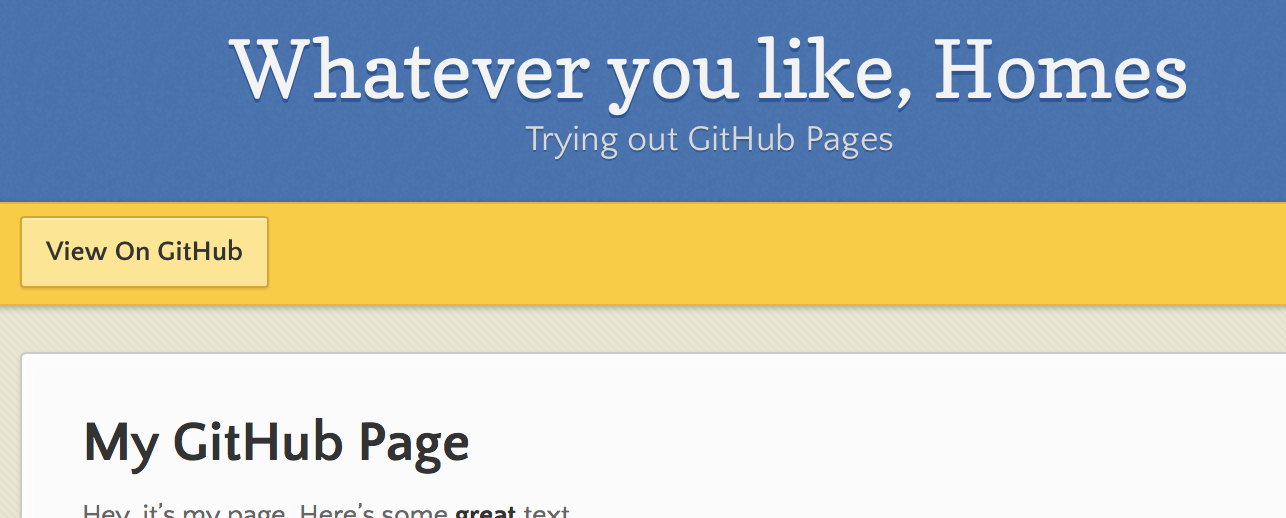 Whatever you like, Homes
Trying out GitHub Pages
View On GitHub
My GitHub Page
Hey, it’s my page. Here’s some great text